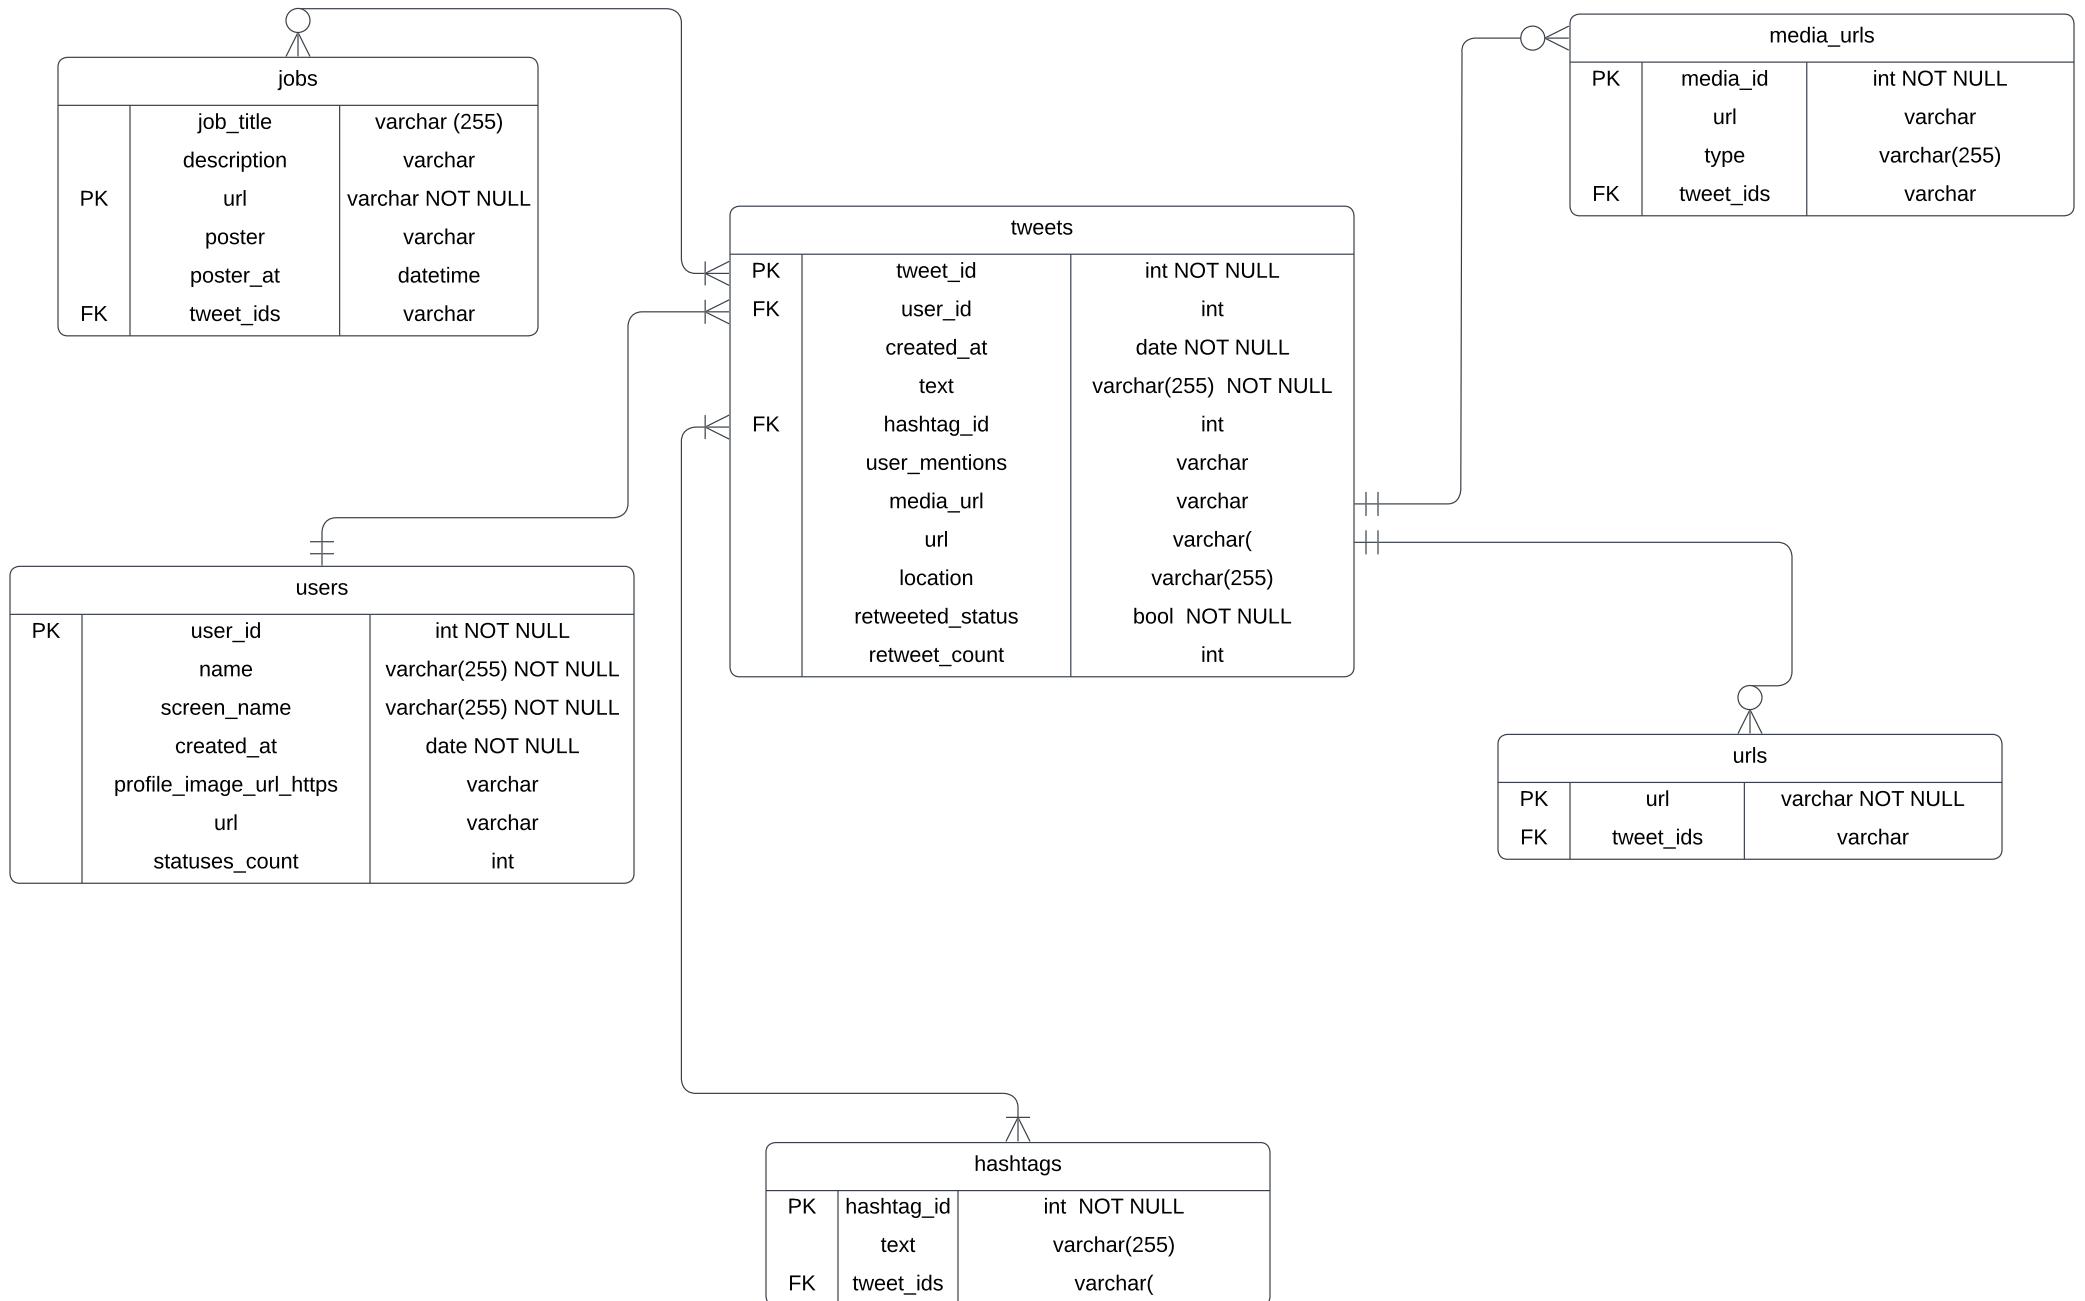 jobs
job_title varchar (255)
description varchar
PK url varchar NOT NULL
poster varchar
poster_at datetime
FK tweet_ids varchar
media_urls
PK media_id int NOT NULL
url varchar
type varchar(255)
FK tweet_ids varchar
tweets
PK tweet_id int NOT NULL
FK user_id int
created_at date NOT NULL
text varchar(255)  NOT NULL
FK hashtag_id int
user_mentions varchar
media_url varchar
url varchar(
location varchar(255)
retweeted_status bool  NOT NULL
retweet_count int
users
PK user_id int NOT NULL
name varchar(255) NOT NULL
screen_name varchar(255) NOT NULL
created_at date NOT NULL
profile_image_url_https varchar
url varchar
statuses_count int
urls
PK url varchar NOT NULL
FK tweet_ids varchar
hashtags
PK hashtag_id int  NOT NULL
text varchar(255)
FK tweet_ids varchar(